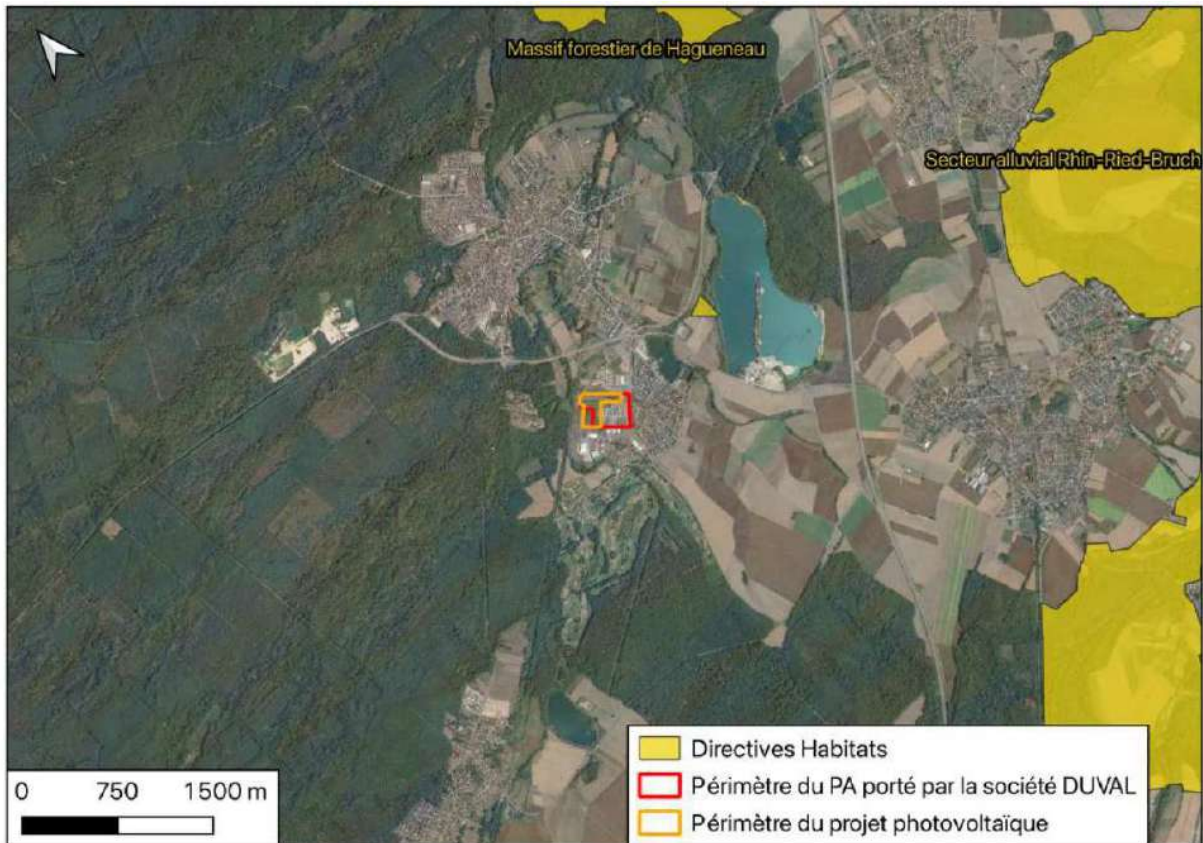 Massif forestier de Hagueneau
Secteur alluvial Rhin-Ried-Bruch
Directives Habitats
Périmètre du PA porté par la société DUVAL
Périmètre du projet photovoltaïque
0 750 1500 m